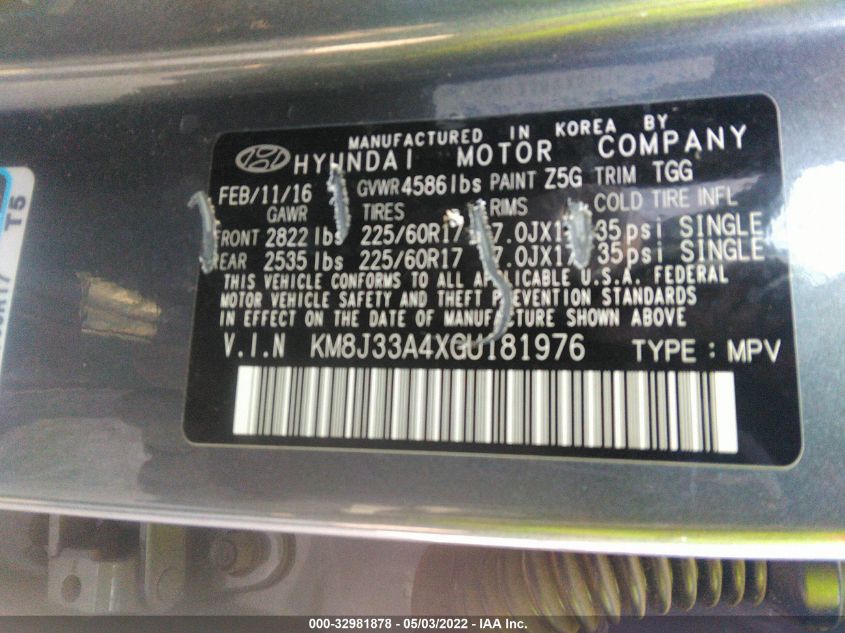 MANUFACTURED IN KOREA BY
HYUNDAI MOTOR COMPANY
FEB/11/16 GVWR 4586lbs PAINT Z5G TRIM TGG
GAWR TIRES RIMS COLD TIRE INFL
FRONT 2822 lbs 225/60R17 7.0JX17 35psi SINGLE
REAR 2535 lbs 225/60R17 7.0JX17 35psi SINGLE
THIS VEHICLE CONFORMS TO ALL APPLICABLE U.S.A. FEDERAL
MOTOR VEHICLE SAFETY AND THEFT PREVENTION STANDARDS
IN EFFECT ON THE DATE OF MANUFACTURE SHOWN ABOVE
V.I.N KM8J33A4XGU181976 TYPE : MPV
T5
000-32981878 - 05/03/2022 - IAA Inc.